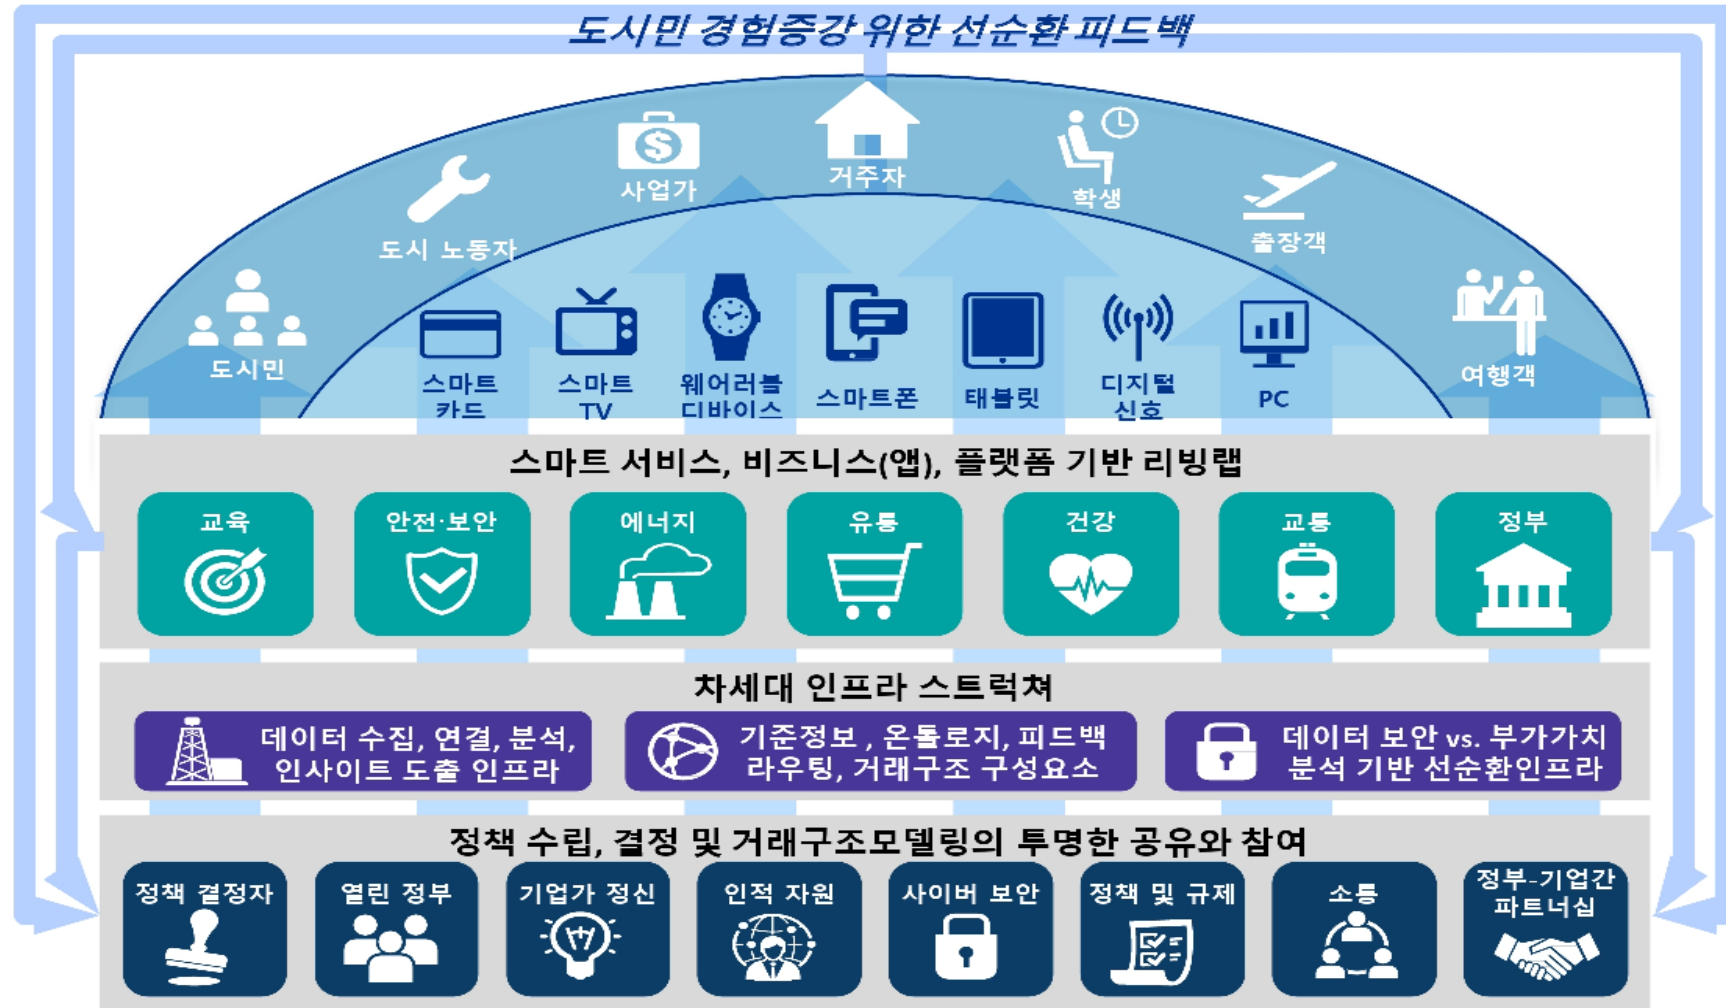 도시민 경험증강 위한 선순환 피드백
사업가
거주자
학생
도시 노동자
출장객
도시민
여행객
스마트
카드
스마트
TV
웨어러블
디바이스
스마트폰
태블릿
디지털
신호
PC
스마트 서비스, 비즈니스(앱), 플랫폼 기반 리빙랩
교육
안전·보안
에너지
유통
건강
교통
정부
차세대 인프라 스트럭쳐
데이터 수집, 연결, 분석,
인사이트 도출 인프라
기준정보 , 온톨로지, 피드백
라우팅, 거래구조 구성요소
데이터 보안 vs. 부가가치
분석 기반 선순환인프라
정책 수립, 결정 및 거래구조모델링의 투명한 공유와 참여
정책 결정자
열린 정부
기업가 정신
인적 자원
사이버 보안
정책 및 규제
소통
정부-기업간
파트너십